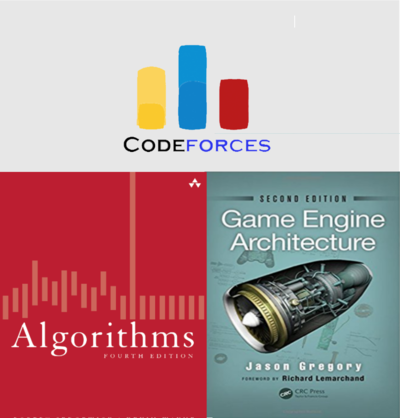 CODEFORCES
Algorithms
FOURTH EDITION
SECOND EDITION
Game Engine
Architecture
Jason Gregory
FOREWORD BY Richard Lemarchand
CRC Press